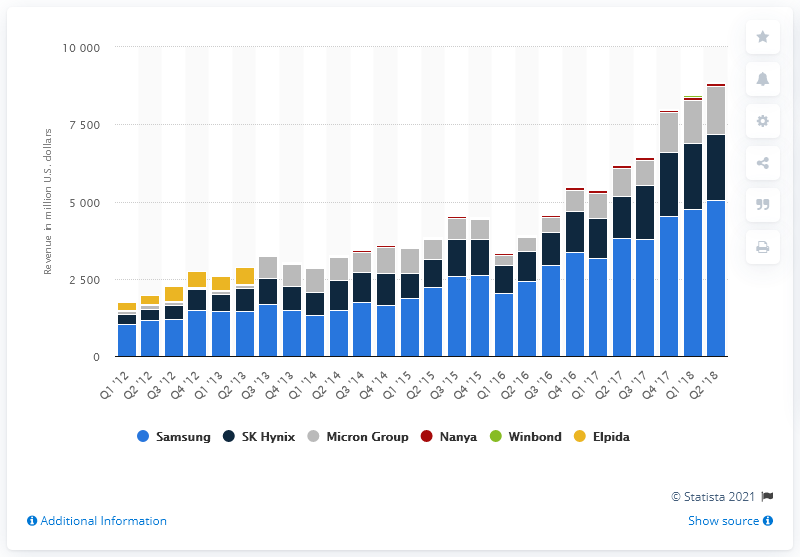 10 000
7 500
5 000
2 500
0
Revenue in million U.S. dollars
Q1 '12
Q2 '12
Q3 '12
Q4 '12
Q1 '13
Q2 '13
Q3 '13
Q4 '13
Q1 '14
Q2 '14
Q3 '14
Q4 '14
Q1 '15
Q2 '15
Q3 '15
Q4 '15
Q1 '16
Q2 '16
Q3 '16
Q4 '16
Q1 '17
Q2 '17
Q3 '17
Q4 '17
Q1 '18
Q2 '18
Samsung SK Hynix Micron Group Nanya Winbond Elpida
© Statista 2021
Additional Information Show source